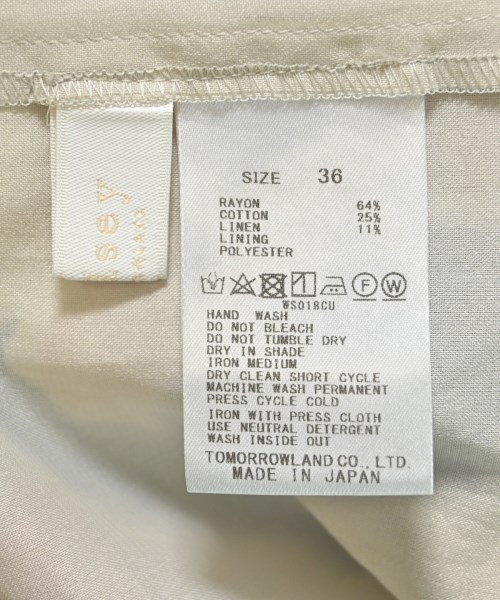 SIZE 36
RAYON 64%
COTTON 25%
LINEN 11%
LINING
POLYESTER
F W
WS018CU
HAND WASH
DO NOT BLEACH
DO NOT TUMBLE DRY
DRY IN SHADE
IRON MEDIUM
DRY CLEAN SHORT CYCLE
MACHINE WASH PERMANENT
PRESS CYCLE COLD
IRON WITH PRESS CLOTH
USE NEUTRAL DETERGENT
WASH INSIDE OUT
TOMORROWLAND CO., LTD.
MADE IN JAPAN